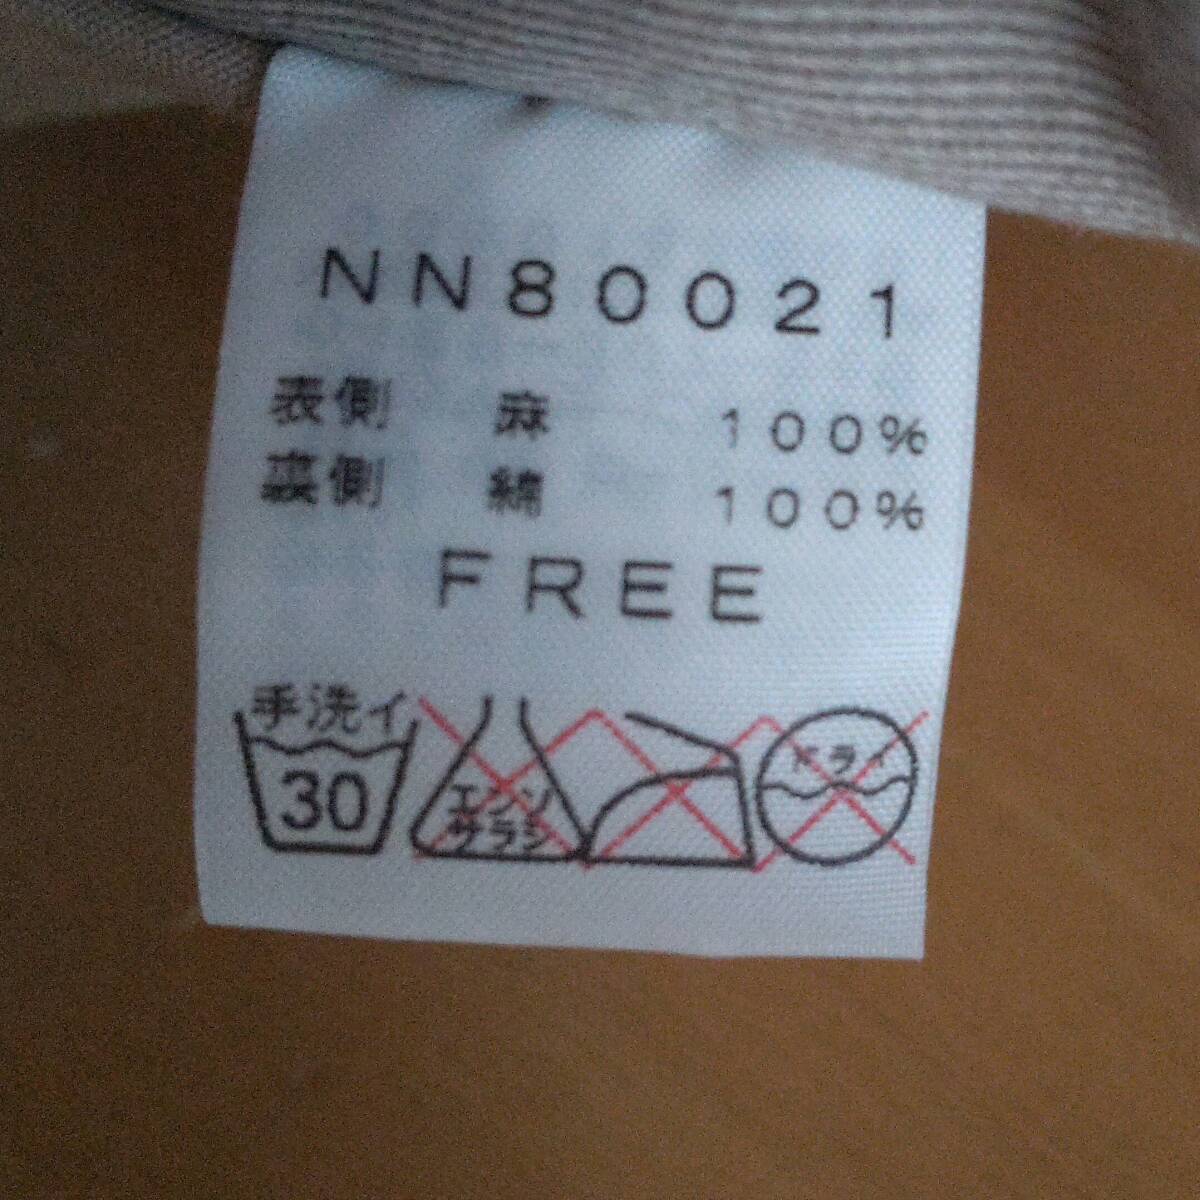 NN80021
表側 麻 100%
裏側 綿 100%
FREE
手洗イ
30
エンソ
サラシ
ドライ